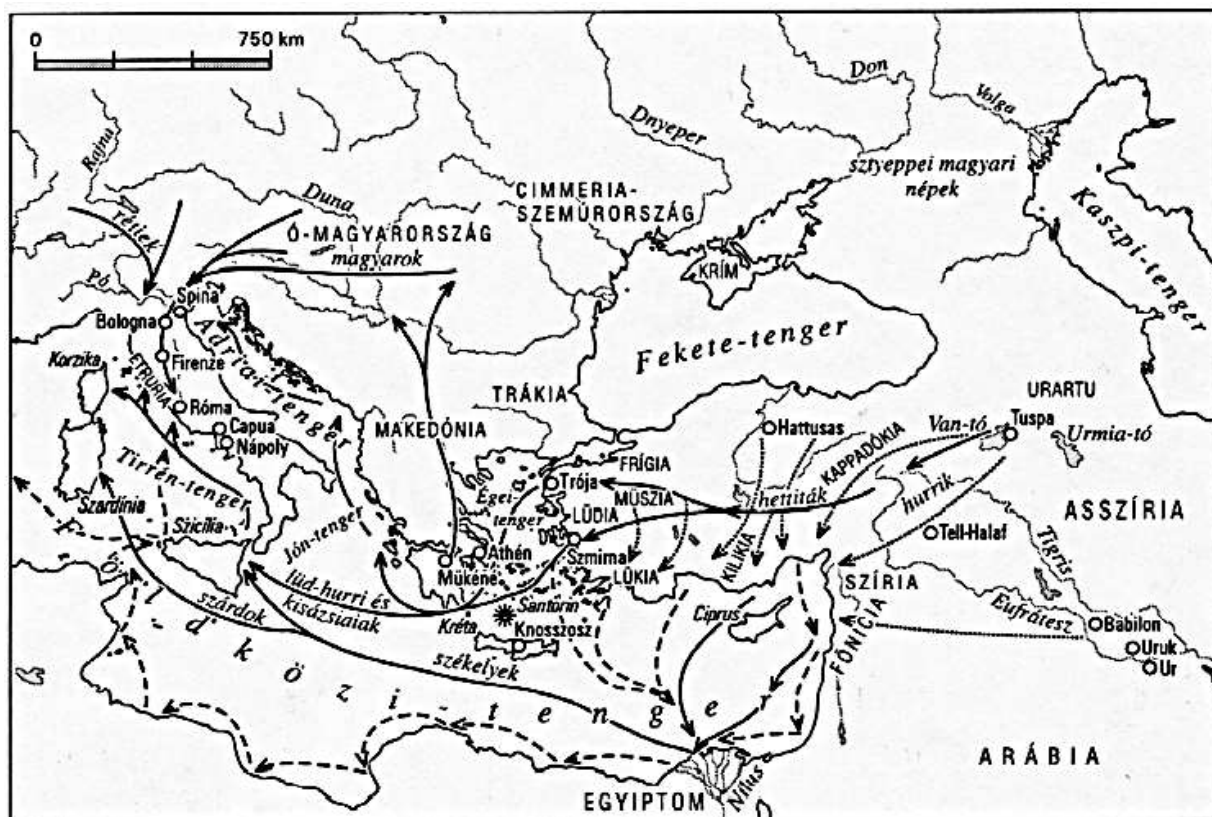 0 750 km
Don
Volga
Rajna
Dnyeper
sztyeppei magyari
népek
Duna
CIMMERIA-
SZEMÚRORSZÁG
rétiek
Ó-MAGYARORSZÁG
magyarok
KRÍM
Kaszpi-tenger
Pó
Spina
Bologna
Adriai-tenger
Fekete-tenger
Korzika
Firenze
ETRÚRIA
TRÁKIA
URARTU
Róma
Capua
Nápoly
MAKEDÓNIA
Hattusas
Van-tó
Tuspa
Urmia-tó
KAPPADÓKIA
FRÍGIA
Tirrén-tenger
Égei-
tenger
Trója
MÜSZIA
hettiták
hurrik
Szardínia
LÜDIA
ASSZÍRIA
Szicília
Jón-tenger
Tell-Halaf
Athén
Szmirna
KILIKIA
Tigris
Mükéné
LÜKIA
lüd-hurri és
kisázsiaiak
SZÍRIA
szárdok
Santorin
Ciprus
Eufrátesz
Kréta
Knosszosz
FŐNÍCIA
Babilon
Uruk
Ur
székelyek
Földközi-tenger
ARÁBIA
EGYIPTOM
Nílus